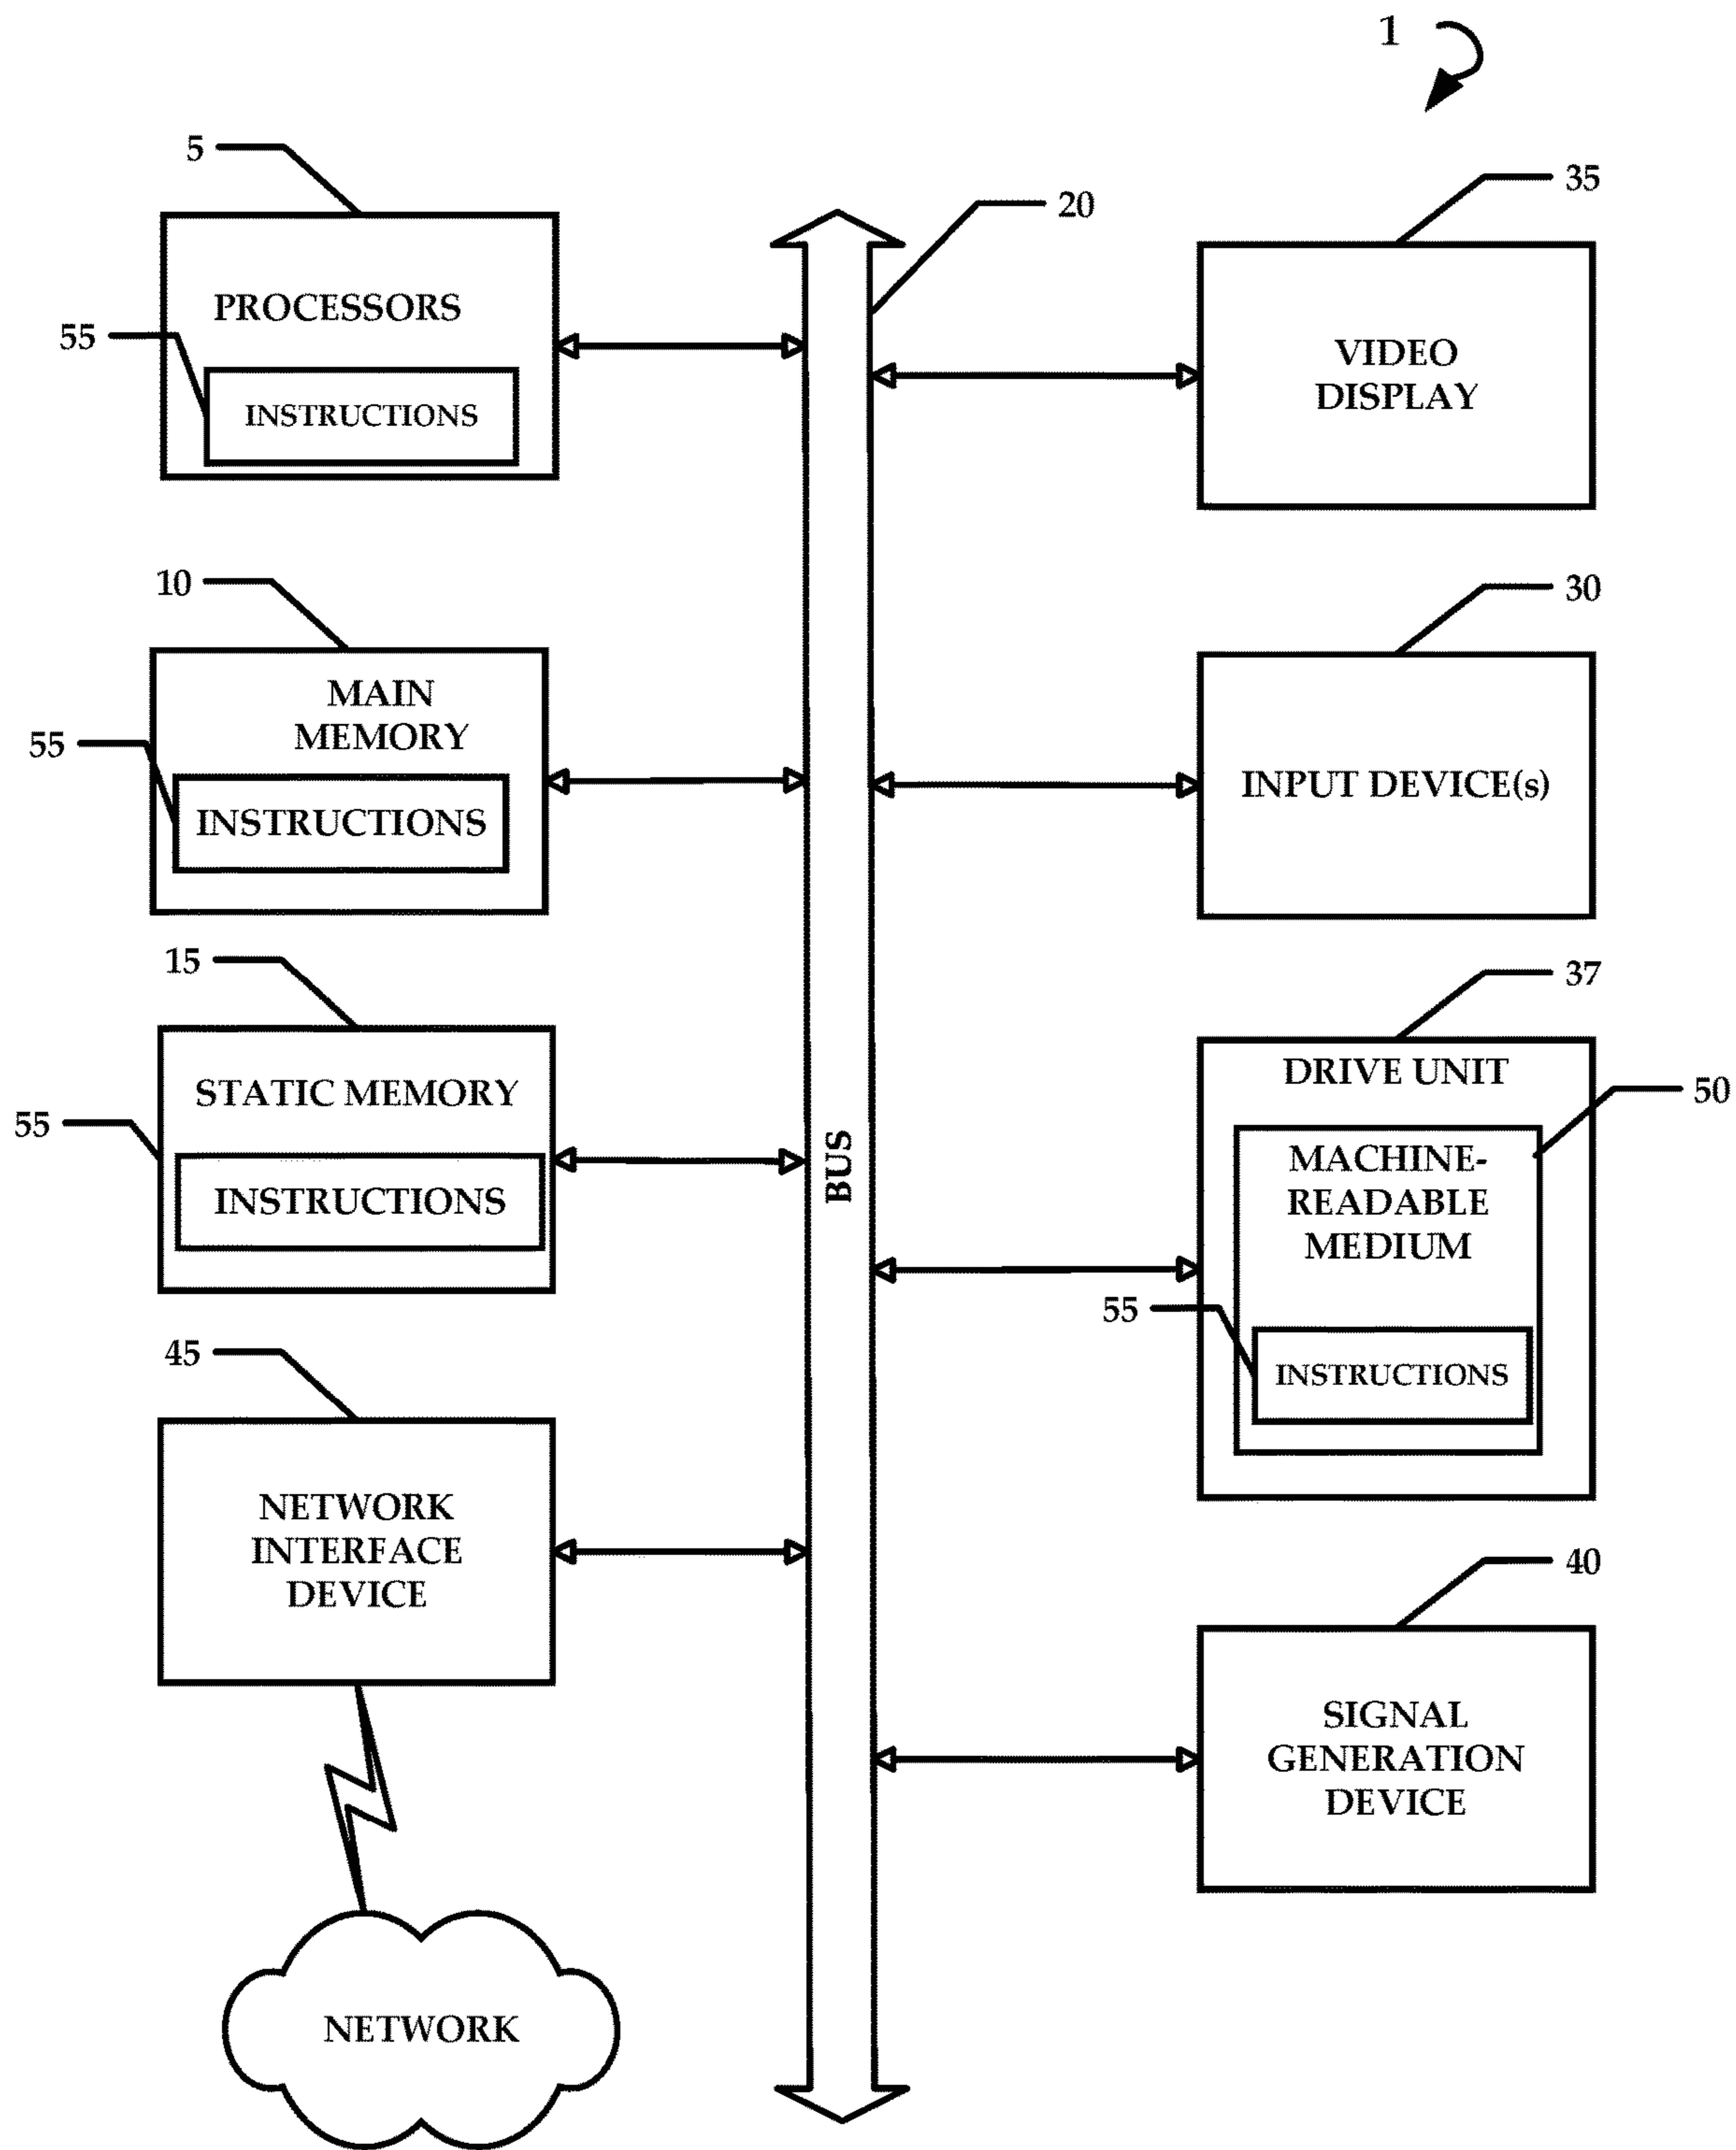 1
5
PROCESSORS
55
INSTRUCTIONS
20
35
VIDEO
DISPLAY
10
MAIN
MEMORY
55
INSTRUCTIONS
30
INPUT DEVICE(s)
15
STATIC MEMORY
55
INSTRUCTIONS
BUS
37
DRIVE UNIT
50
MACHINE-
READABLE
MEDIUM
55
INSTRUCTIONS
45
NETWORK
INTERFACE
DEVICE
40
SIGNAL
GENERATION
DEVICE
NETWORK